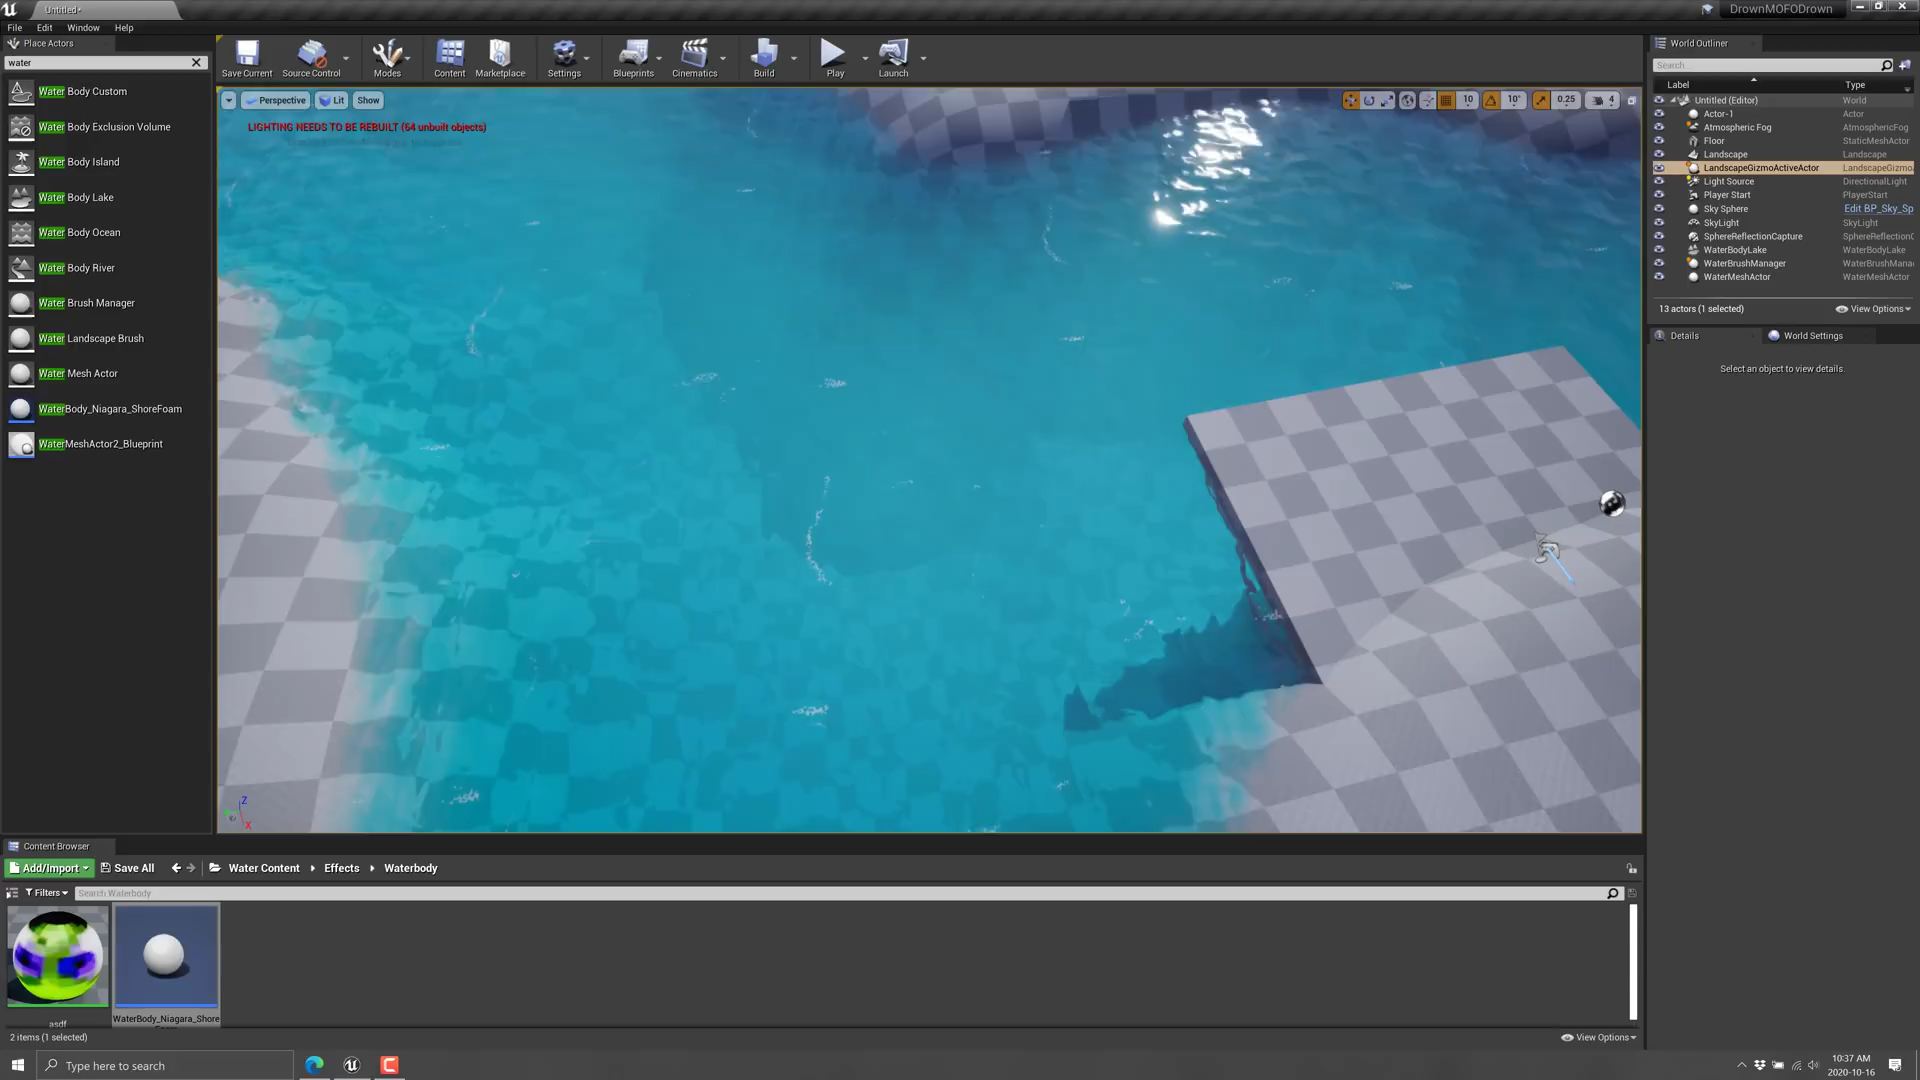 Untitled*
DrownMOFODrown
File Edit Window Help
Place Actors
water
Water Body Custom
Water Body Exclusion Volume
Water Body Island
Water Body Lake
Water Body Ocean
Water Body River
Water Brush Manager
Water Landscape Brush
Water Mesh Actor
WaterBody_Niagara_ShoreFoam
WaterMeshActor2_Blueprint
Save Current Source Control Modes Content Marketplace Settings Blueprints Cinematics Build Play Launch
Perspective Lit Show
10 10° 0.25 4
LIGHTING NEEDS TO BE REBUILT (64 unbuilt objects)
Z
X
World Outliner
Search...
Label Type
Untitled (Editor) World
Actor-1 Actor
Atmospheric Fog AtmosphericFog
Floor StaticMeshActor
Landscape Landscape
LandscapeGizmoActiveActor LandscapeGizmo
Light Source DirectionalLight
Player Start PlayerStart
Sky Sphere Edit BP_Sky_Sp
SkyLight SkyLight
SphereReflectionCapture SphereReflectionC
WaterBodyLake WaterBodyLake
WaterBrushManager WaterBrushMana
WaterMeshActor WaterMeshActor
13 actors (1 selected) View Options
Details World Settings
Select an object to view details.
Content Browser
Add/Import Save All Water Content Effects Waterbody
Filters Search Waterbody
asdf
WaterBody_Niagara_Shore
2 items (1 selected) View Options
Type here to search
10:37 AM
2020-10-16